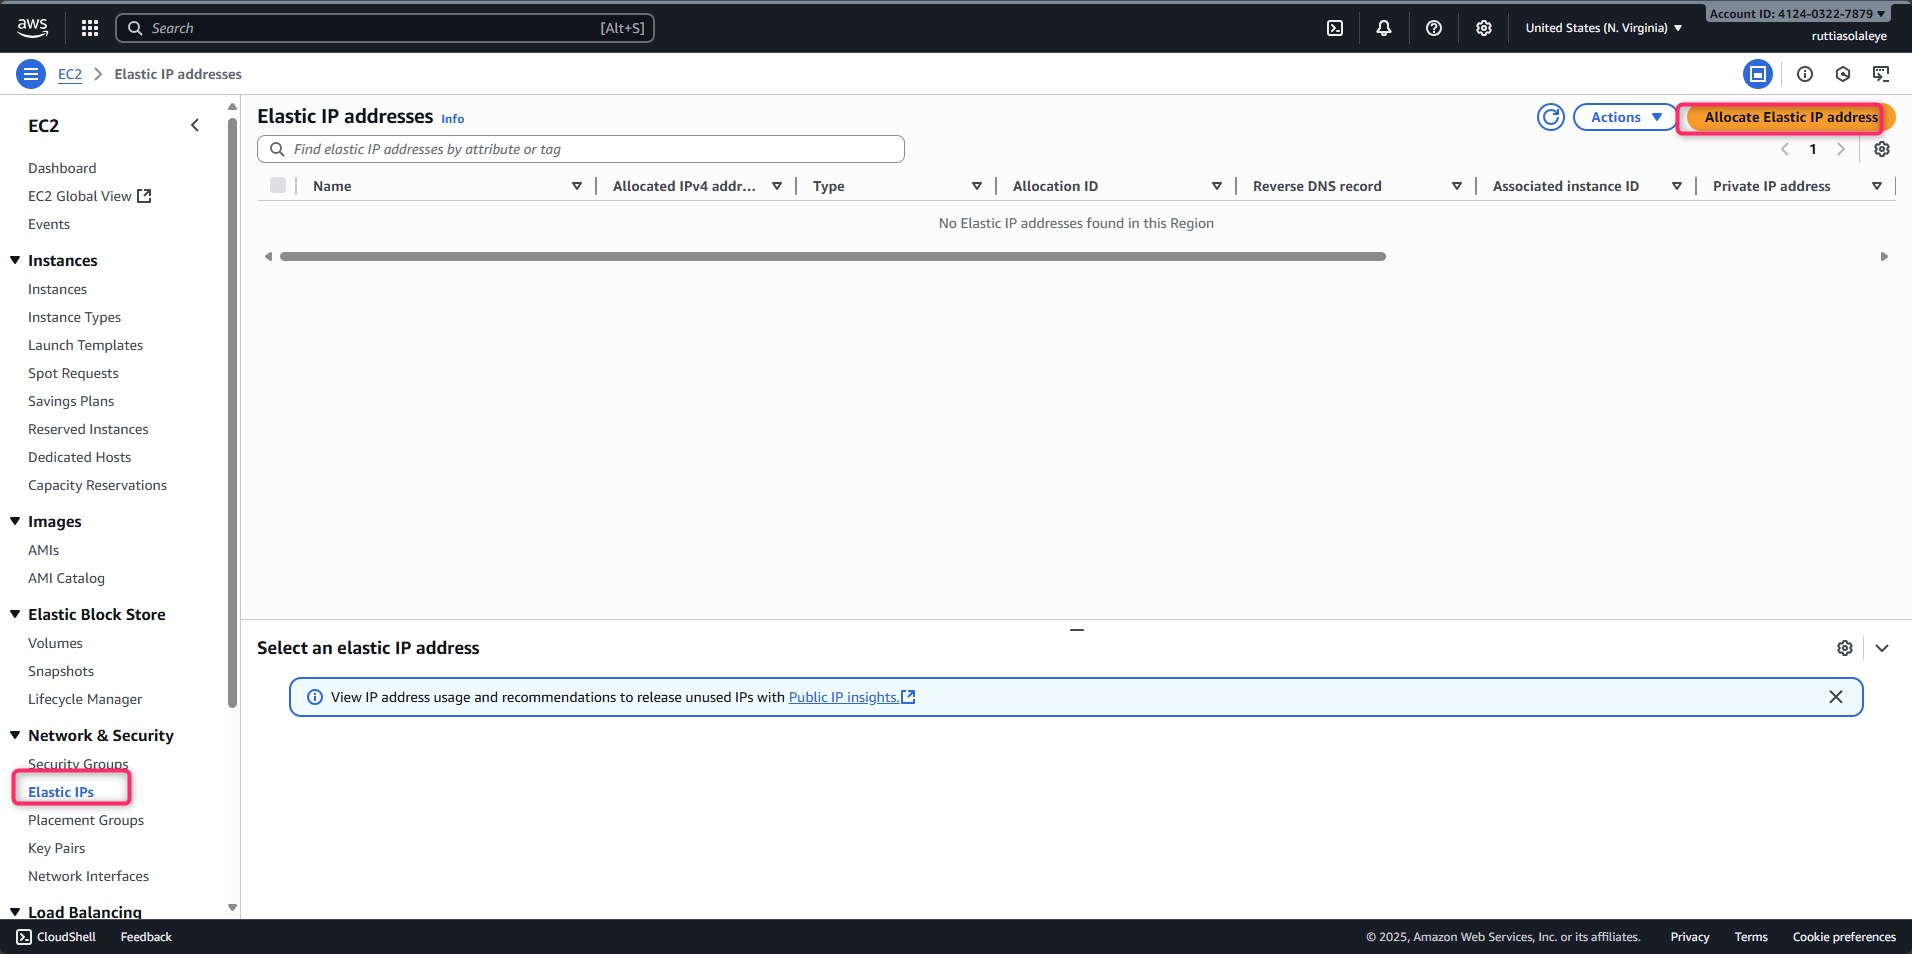 aws
Search [Alt+S]
United States (N. Virginia)
Account ID: 4124-0322-7879
ruttiasolaleye
EC2 > Elastic IP addresses
EC2
Dashboard
EC2 Global View
Events
Instances
Instances
Instance Types
Launch Templates
Spot Requests
Savings Plans
Reserved Instances
Dedicated Hosts
Capacity Reservations
Images
AMIs
AMI Catalog
Elastic Block Store
Volumes
Snapshots
Lifecycle Manager
Network & Security
Security Groups
Elastic IPs
Placement Groups
Key Pairs
Network Interfaces
Load Balancing
Elastic IP addresses Info
Actions
Allocate Elastic IP address
Find elastic IP addresses by attribute or tag
1
Name Allocated IPv4 addr... Type Allocation ID Reverse DNS record Associated instance ID Private IP address
No Elastic IP addresses found in this Region
Select an elastic IP address
View IP address usage and recommendations to release unused IPs with Public IP insights.
CloudShell Feedback
© 2025, Amazon Web Services, Inc. or its affiliates. Privacy Terms Cookie preferences